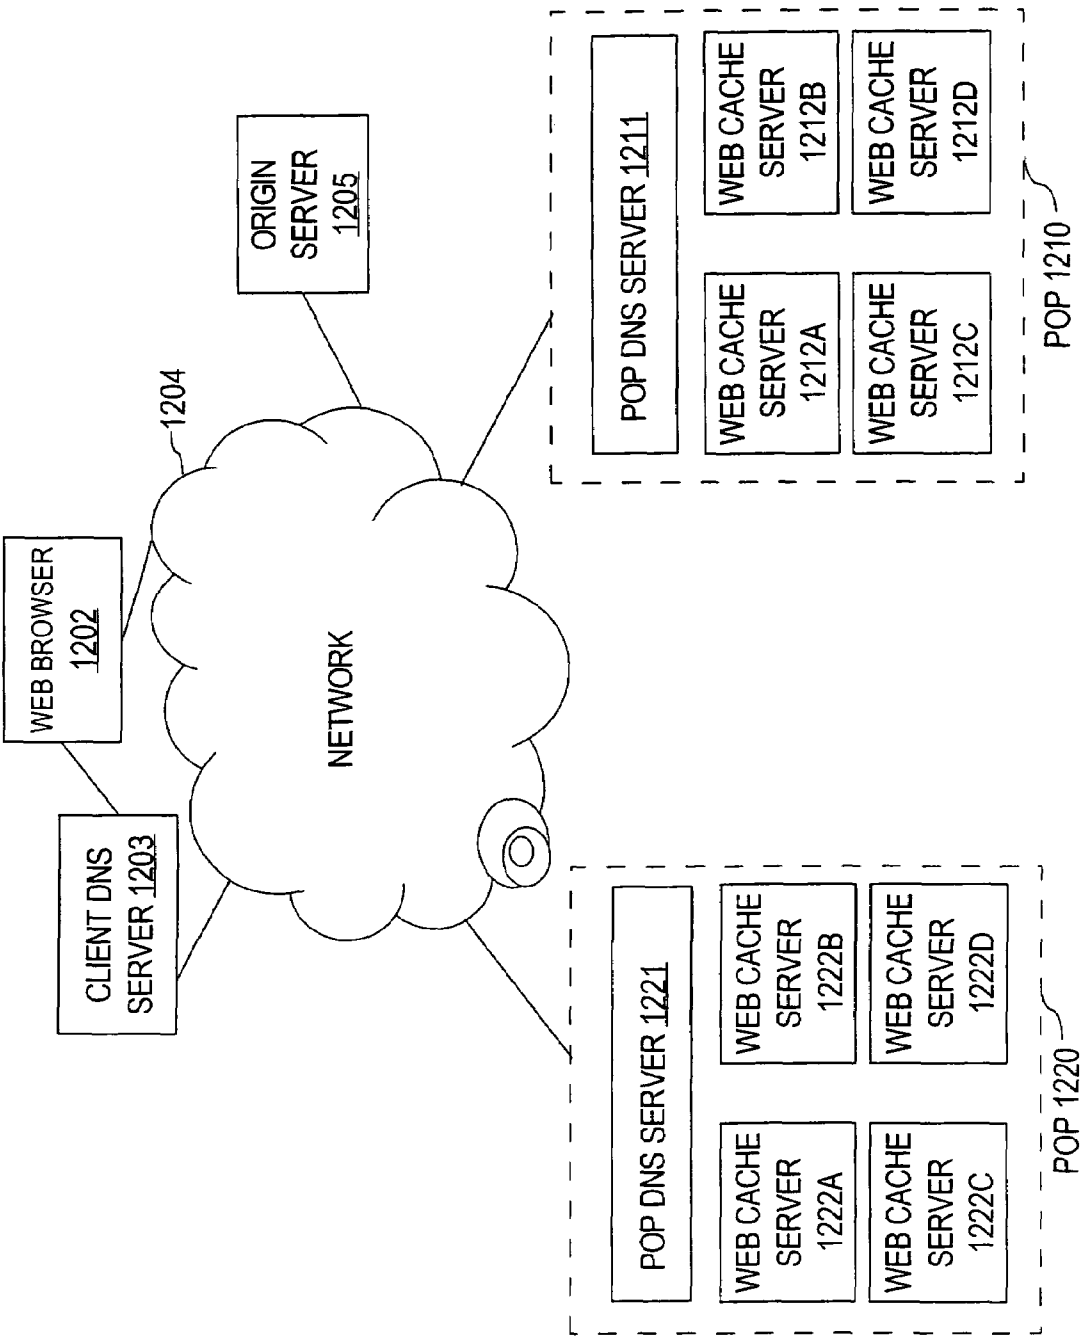 WEB BROWSER
1202
CLIENT DNS
SERVER 1203
1204
ORIGIN
SERVER
1205
NETWORK
POP DNS SERVER 1221
WEB CACHE
SERVER
1222A
WEB CACHE
SERVER
1222B
WEB CACHE
SERVER
1222C
WEB CACHE
SERVER
1222D
POP 1220
POP DNS SERVER 1211
WEB CACHE
SERVER
1212A
WEB CACHE
SERVER
1212B
WEB CACHE
SERVER
1212C
WEB CACHE
SERVER
1212D
POP 1210